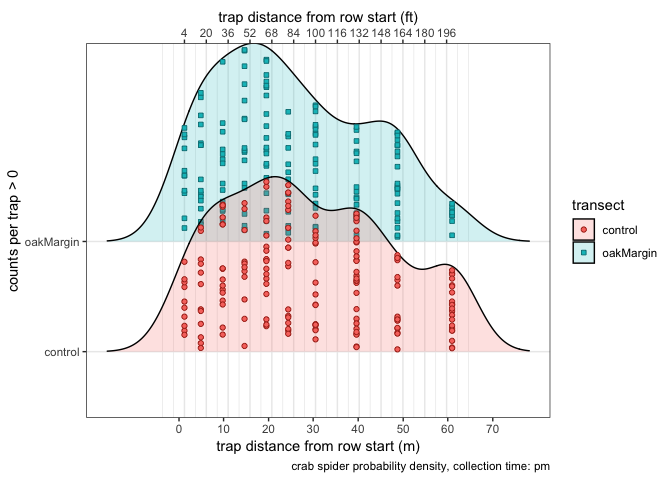 trap distance from row start (ft)
4 20 36 52 68 84 100 116 132 148 164 180 196
counts per trap > 0
oakMargin
control
transect
control
oakMargin
0 10 20 30 40 50 60 70
trap distance from row start (m)
crab spider probability density, collection time: pm